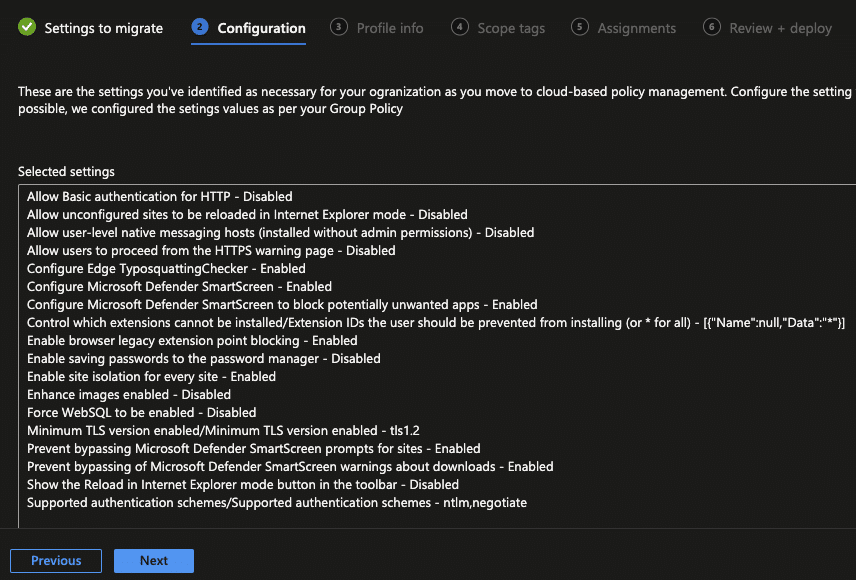 Settings to migrate 2 Configuration 3 Profile info 4 Scope tags 5 Assignments 6 Review + deploy
These are the settings you've identified as necessary for your ogranization as you move to cloud-based policy management. Configure the setting
possible, we configured the setings values as per your Group Policy
Selected settings
Allow Basic authentication for HTTP - Disabled
Allow unconfigured sites to be reloaded in Internet Explorer mode - Disabled
Allow user-level native messaging hosts (installed without admin permissions) - Disabled
Allow users to proceed from the HTTPS warning page - Disabled
Configure Edge TyposquattingChecker - Enabled
Configure Microsoft Defender SmartScreen - Enabled
Configure Microsoft Defender SmartScreen to block potentially unwanted apps - Enabled
Control which extensions cannot be installed/Extension IDs the user should be prevented from installing (or * for all) - [{"Name":null,"Data":"*"}]
Enable browser legacy extension point blocking - Enabled
Enable saving passwords to the password manager - Disabled
Enable site isolation for every site - Enabled
Enhance images enabled - Disabled
Force WebSQL to be enabled - Disabled
Minimum TLS version enabled/Minimum TLS version enabled - tls1.2
Prevent bypassing Microsoft Defender SmartScreen prompts for sites - Enabled
Prevent bypassing of Microsoft Defender SmartScreen warnings about downloads - Enabled
Show the Reload in Internet Explorer mode button in the toolbar - Disabled
Supported authentication schemes/Supported authentication schemes - ntlm,negotiate
Previous Next